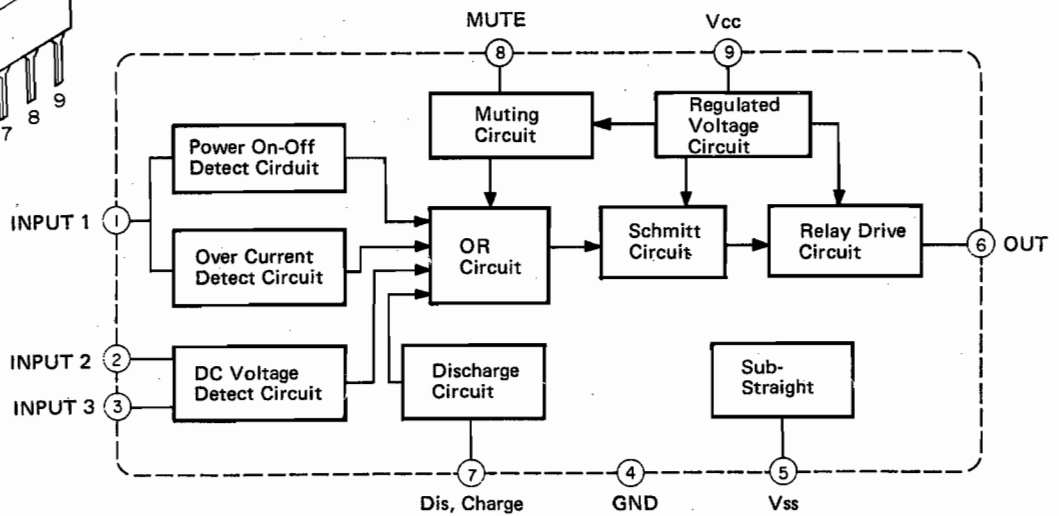 7 8 9
MUTE
8
Vcc
9
Muting
Circuit
Regulated
Voltage
Circuit
Power On-Off
Detect Cirduit
INPUT 1
1
Over Current
Detect Circuit
OR
Circuit
Schmitt
Circuit
Relay Drive
Circuit
6
OUT
INPUT 2
2
INPUT 3
3
DC Voltage
Detect Circuit
Discharge
Circuit
Sub-
Straight
7
Dis, Charge
4
GND
5
Vss